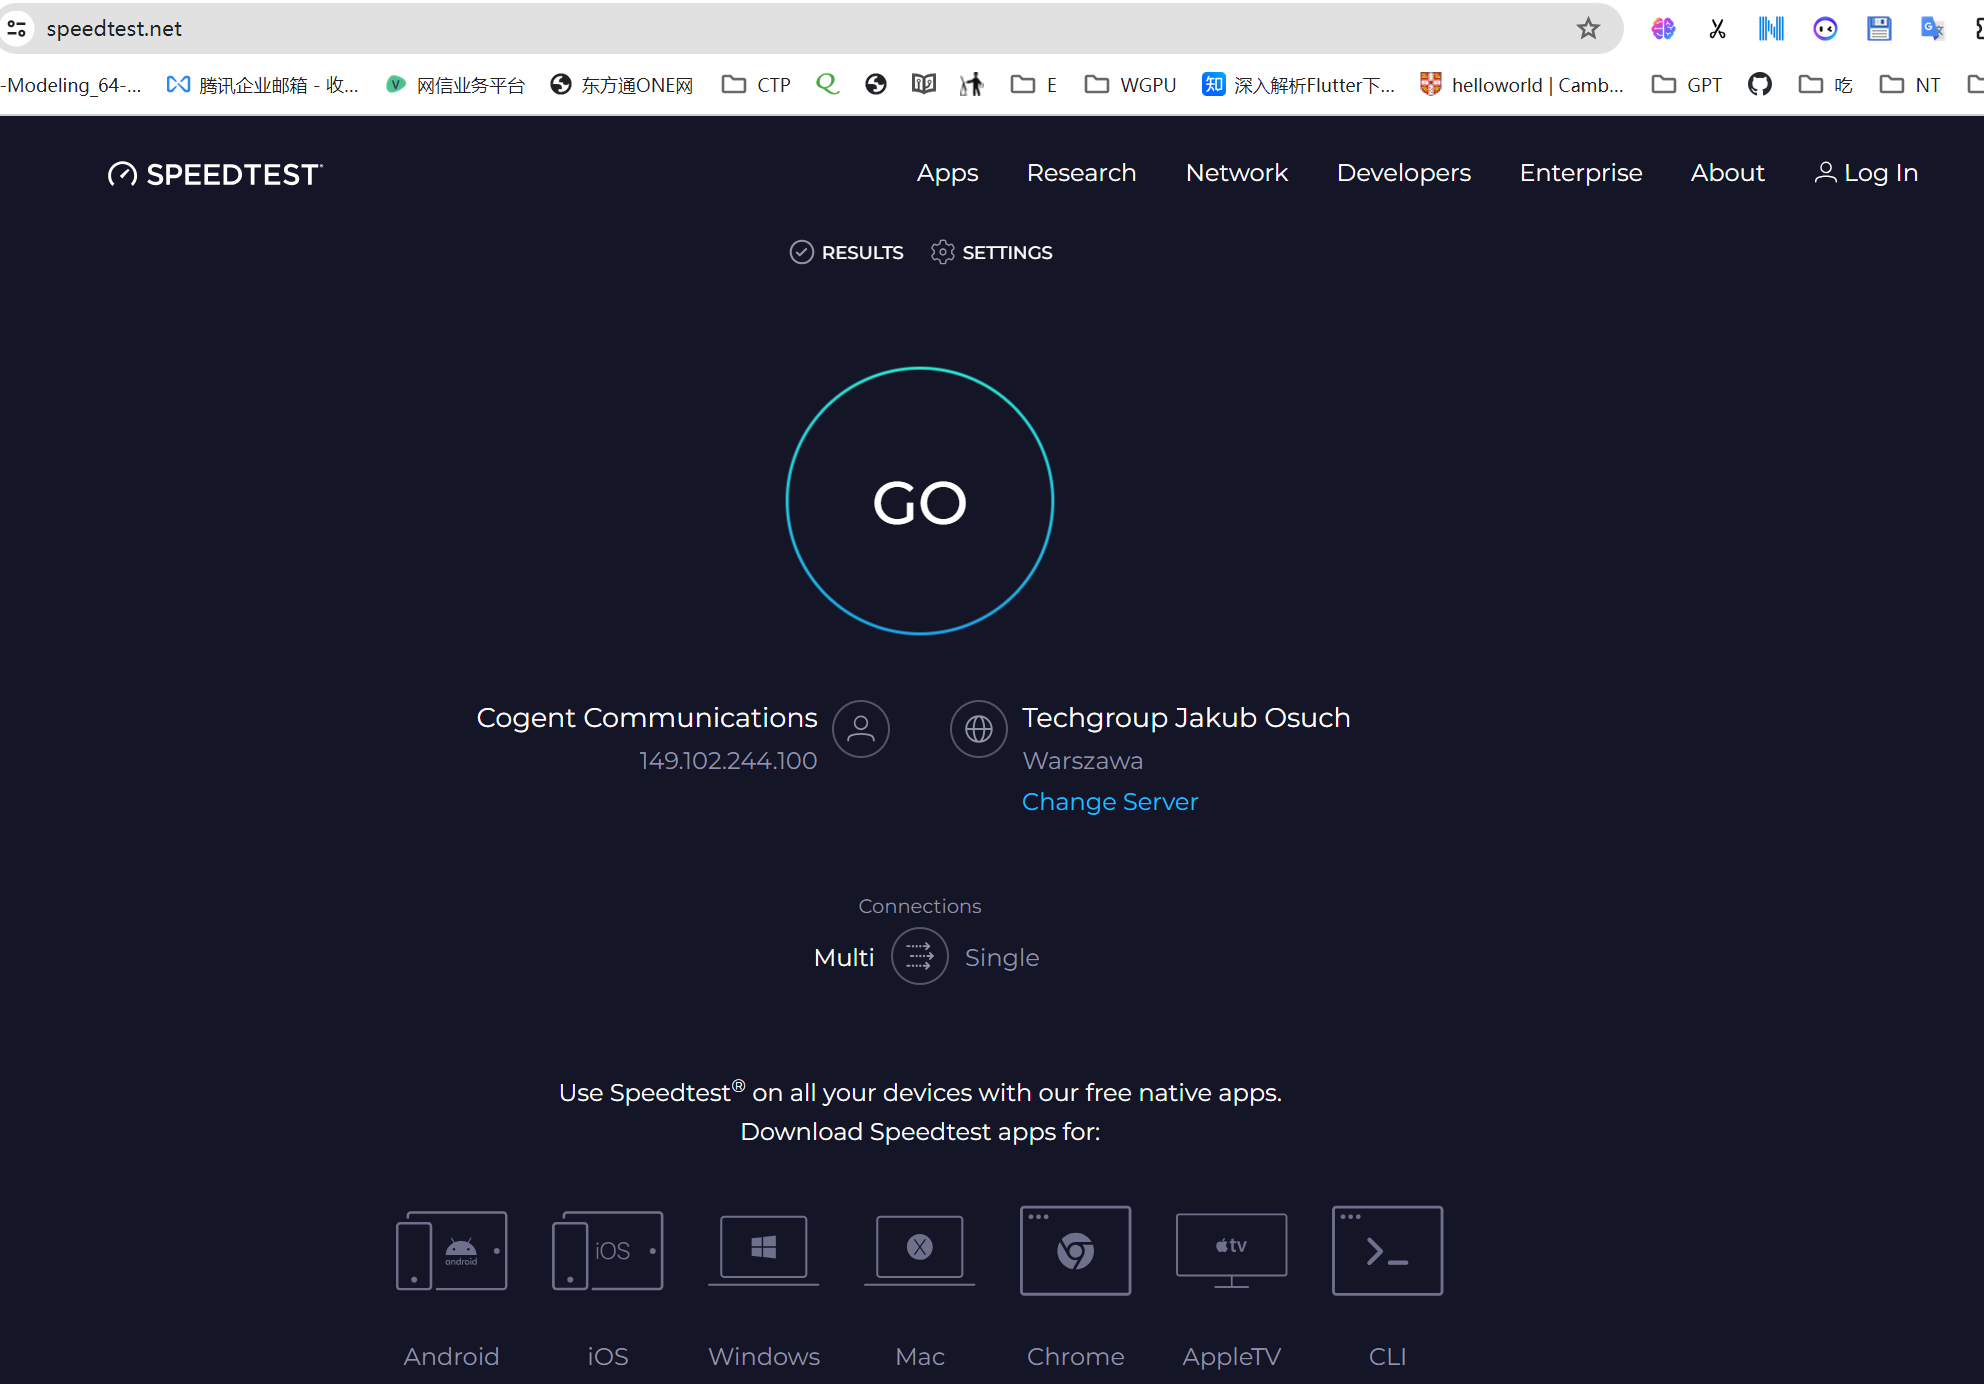 speedtest.net
-Modeling_64-... 腾讯企业邮箱 - 收... 网信业务平台 东方通ONE网 CTP E WGPU 深入解析Flutter下... helloworld | Camb... GPT 吃 NT
SPEEDTEST
Apps Research Network Developers Enterprise About Log In
RESULTS SETTINGS
GO
Cogent Communications
149.102.244.100
Techgroup Jakub Osuch
Warszawa
Change Server
Connections
Multi Single
Use Speedtest® on all your devices with our free native apps.
Download Speedtest apps for:
android iOS tv
Android iOS Windows Mac Chrome AppleTV CLI